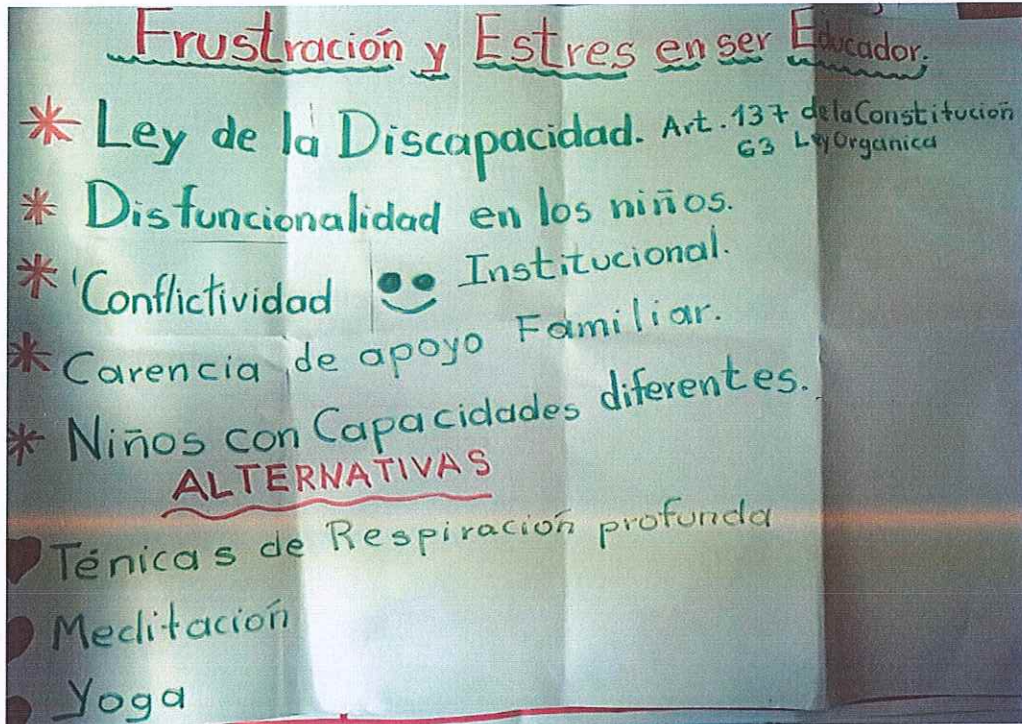 Frustración y Estres en ser Educador.
* Ley de la Discapacidad. Art. 137 de la Constitución
63 Ley Organica
* Disfuncionalidad en los niños.
* Conflictividad Institucional.
* Carencia de apoyo Familiar.
* Niños con Capacidades diferentes.
ALTERNATIVAS
Ténicas de Respiración profunda
Meditación
Yoga